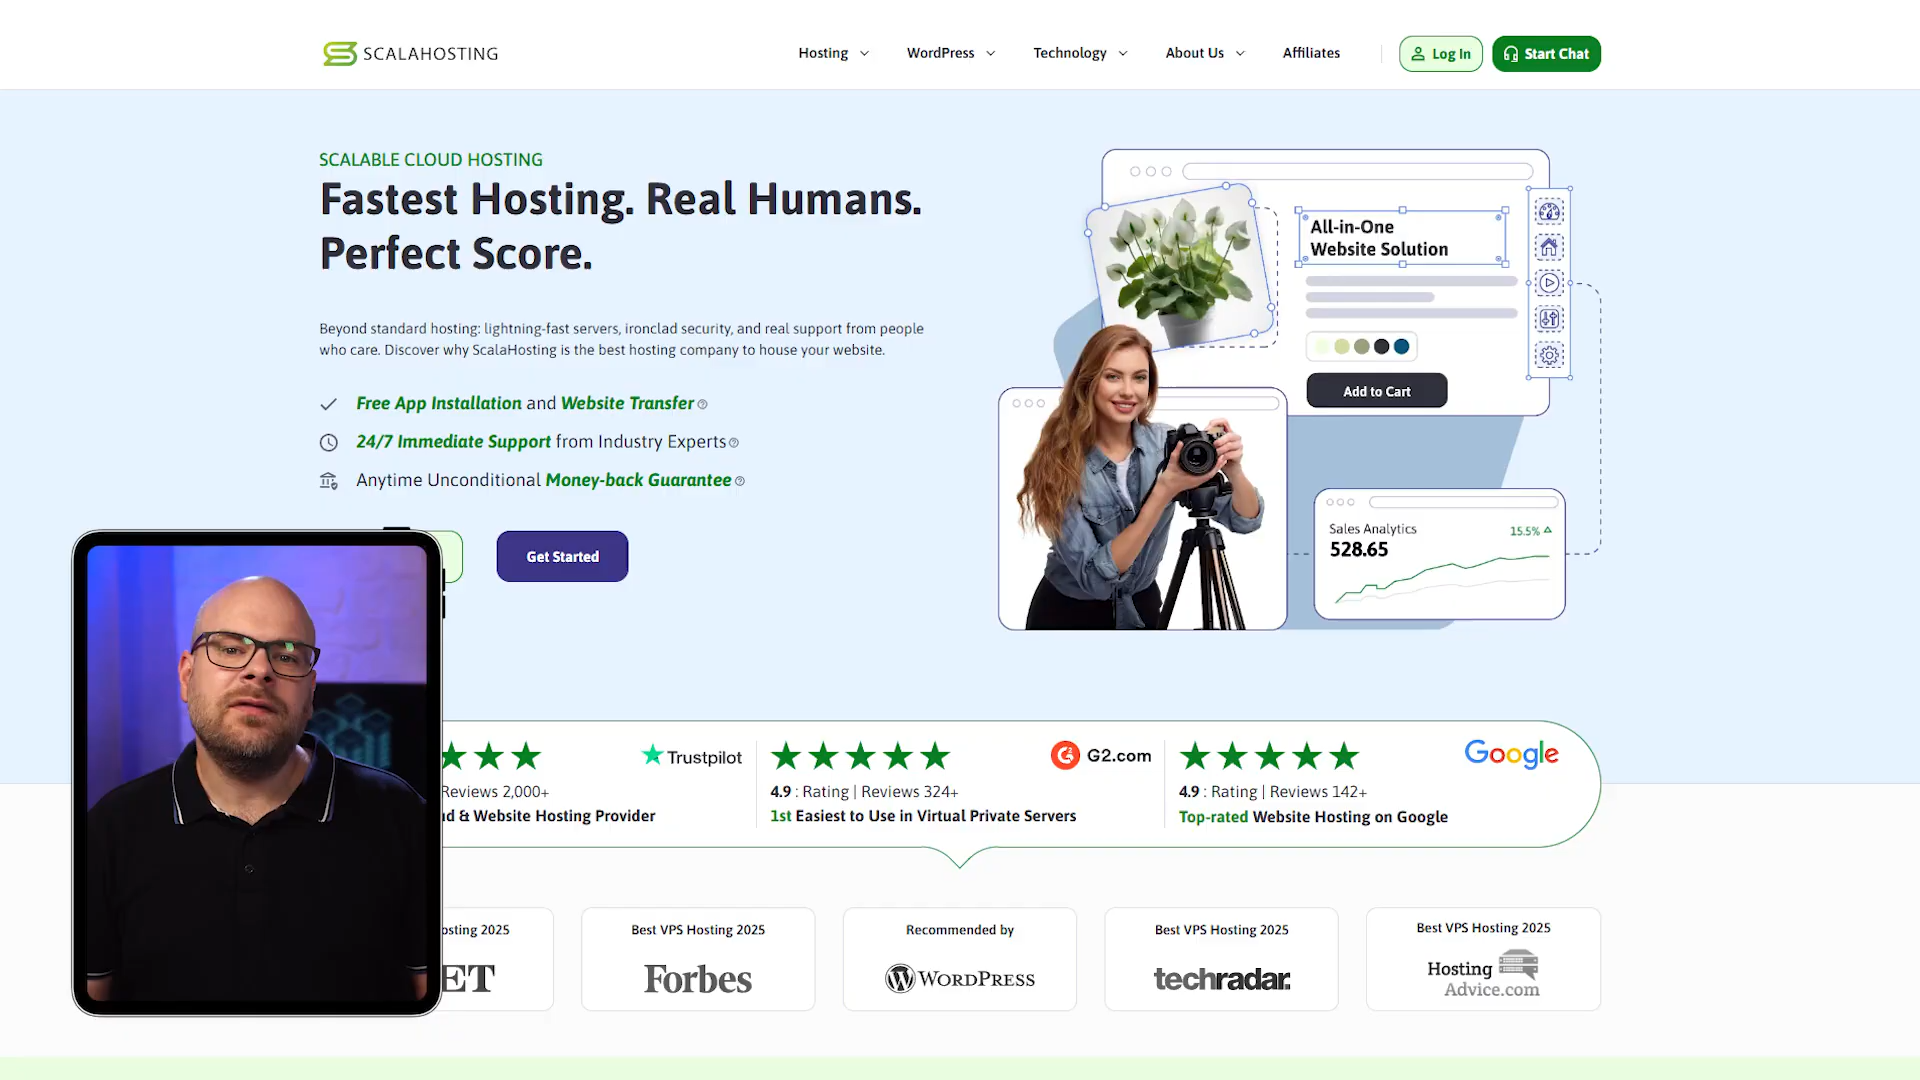 SCALAHOSTING
Hosting
WordPress
Technology
About Us
Affiliates
Log In
Start Chat
SCALABLE CLOUD HOSTING
Fastest Hosting. Real Humans.
Perfect Score.
Beyond standard hosting: lightning-fast servers, ironclad security, and real support from people
who care. Discover why ScalaHosting is the best hosting company to house your website.
Free App Installation and Website Transfer
24/7 Immediate Support from Industry Experts
Anytime Unconditional Money-back Guarantee
Get Started
All-in-One
Website Solution
Add to Cart
Sales Analytics
15.5%
528.65
Trustpilot
Reviews 2,000+
& Website Hosting Provider
G2.com
4.9 : Rating | Reviews 324+
1st Easiest to Use in Virtual Private Servers
Google
4.9 : Rating | Reviews 142+
Top-rated Website Hosting on Google
2025
Best VPS Hosting 2025
Forbes
Recommended by
WORDPRESS
Best VPS Hosting 2025
techradar.
Best VPS Hosting 2025
Hosting
Advice.com